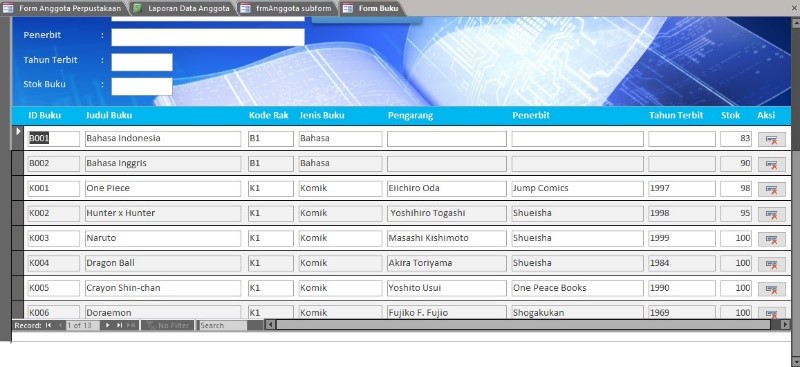 Form Anggota Perpustakaan Laporan Data Anggota frmAnggota subform Form Buku
Penerbit :
Tahun Terbit :
Stok Buku :
ID Buku Judul Buku Kode Rak Jenis Buku Pengarang Penerbit Tahun Terbit Stok Aksi
B001 Bahasa Indonesia B1 Bahasa 83
B002 Bahasa Inggris B1 Bahasa 90
K001 One Piece K1 Komik Eiichiro Oda Jump Comics 1997 98
K002 Hunter x Hunter K1 Komik Yoshihiro Togashi Shueisha 1998 95
K003 Naruto K1 Komik Masashi Kishimoto Shueisha 1999 100
K004 Dragon Ball K1 Komik Akira Toriyama Shueisha 1984 100
K005 Crayon Shin-chan K1 Komik Yoshito Usui One Peace Books 1990 100
K006 Doraemon K1 Komik Fujiko F. Fujio Shogakukan 1969 100
Record: 1 of 13 No Filter Search